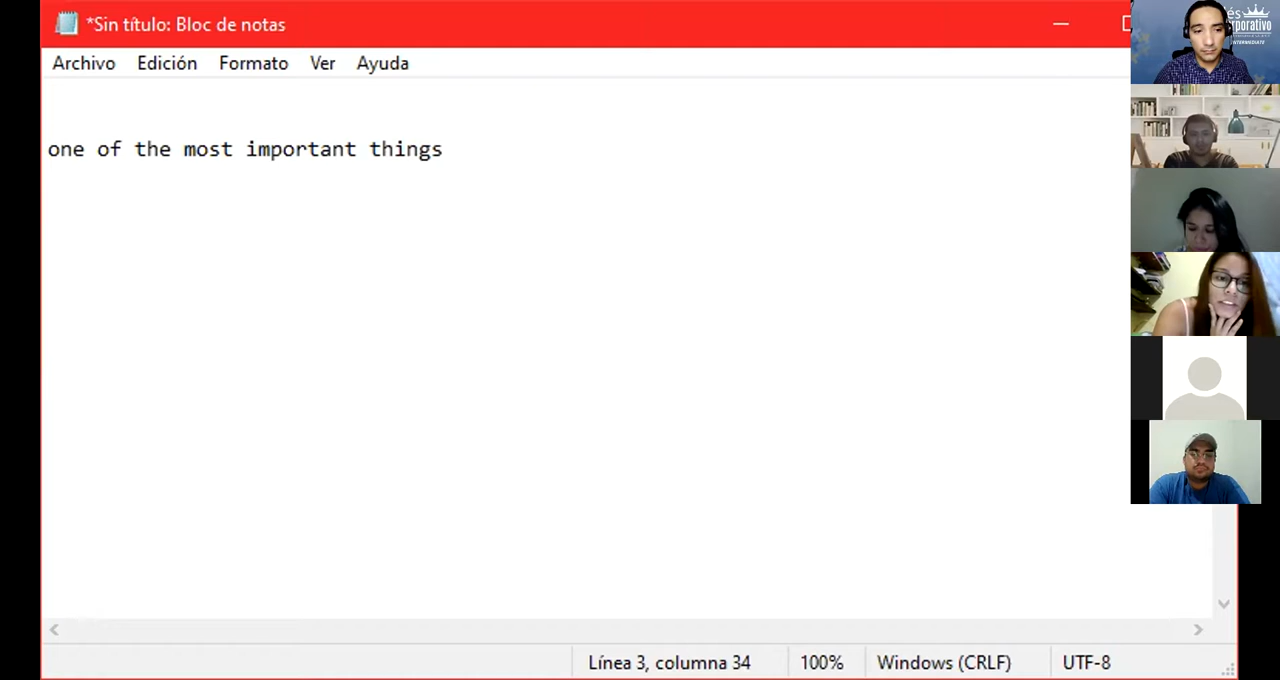 *Sin título: Bloc de notas
Archivo Edición Formato Ver Ayuda
one of the most important things
Línea 3, columna 34 100% Windows (CRLF) UTF-8
INTERMEDIATE